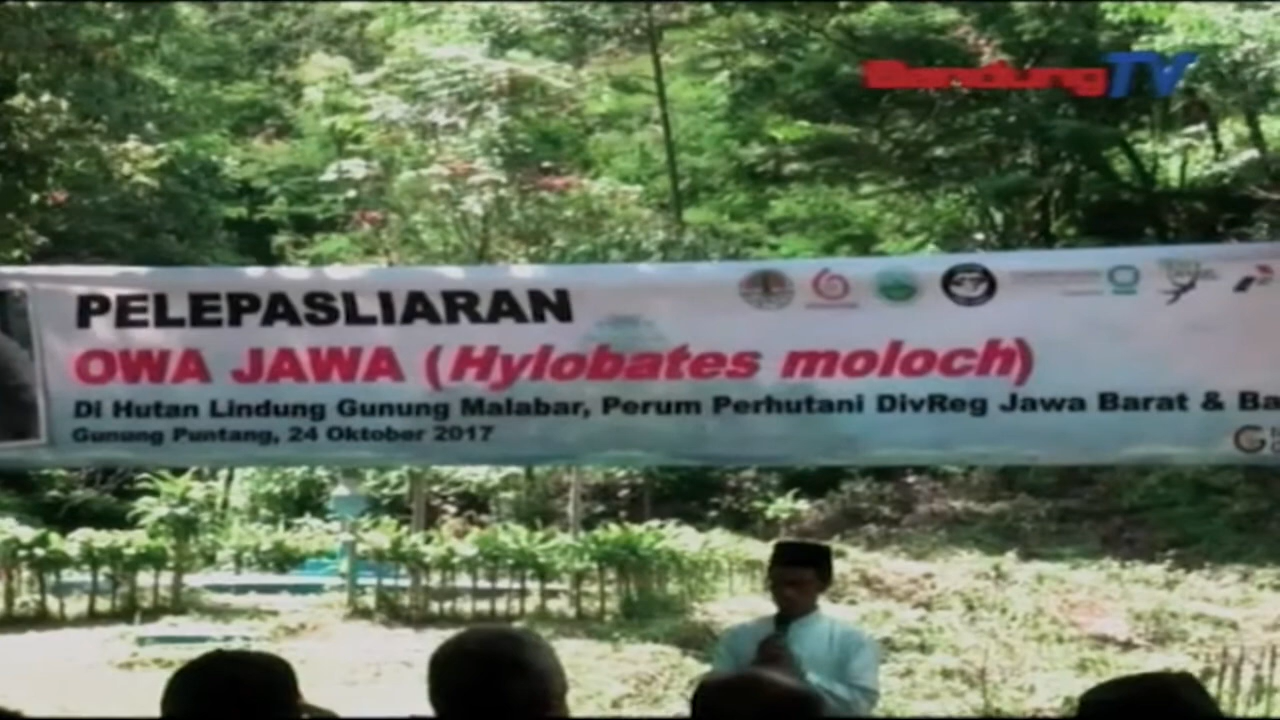 BandungTV
PELEPASLIARAN
OWA JAWA (Hylobates moloch)
Di Hutan Lindung Gunung Malabar, Perum Perhutani DivReg Jawa Barat & Ba
Gunung Puntang, 24 Oktober 2017